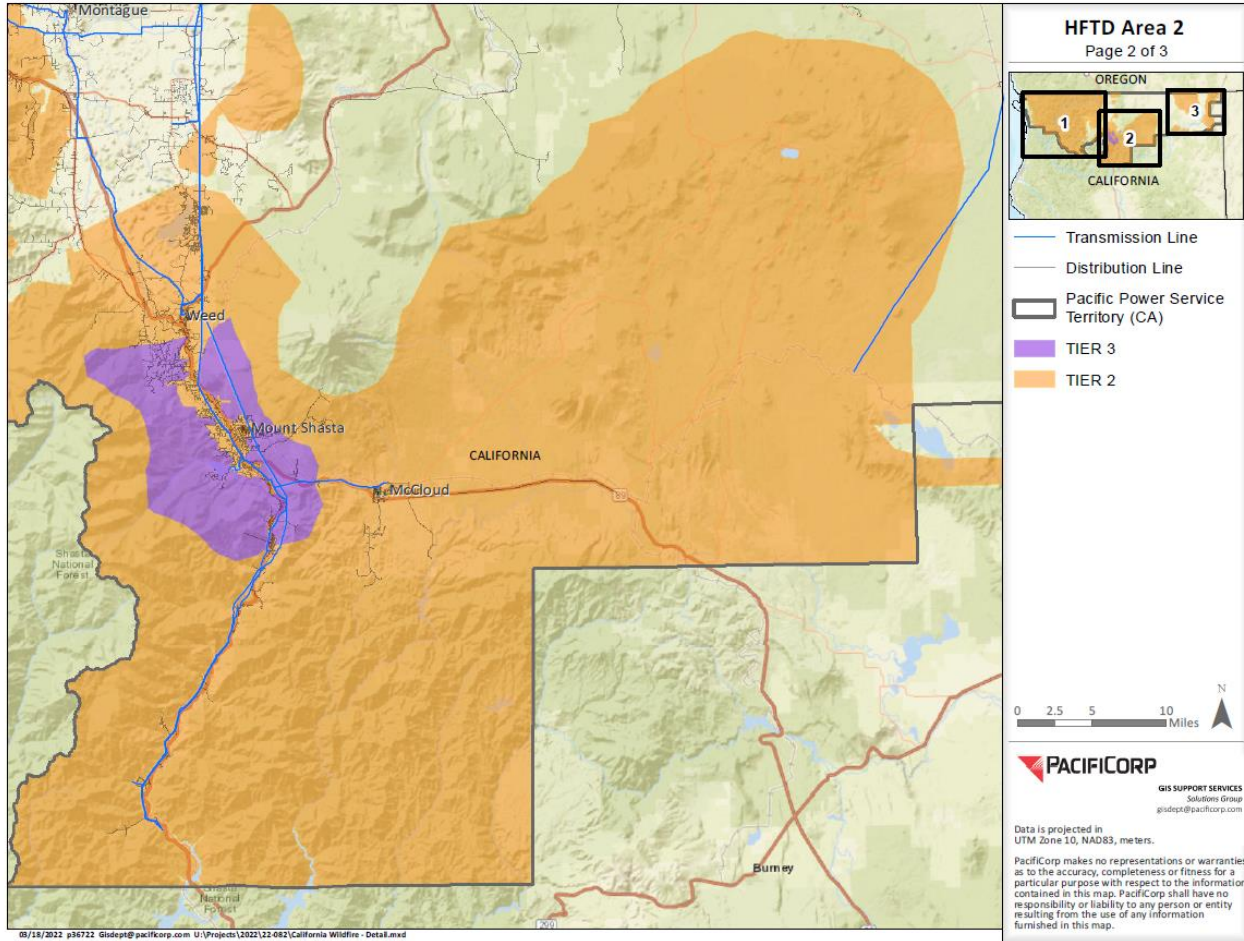 Montague
Weed
Mount Shasta
CALIFORNIA
McCloud
89
Shasta
National
Forest
Burney
Shasta
National
Forest
299
03/18/2022 p36722 Gisdept@pacificorp.com U:\Projects\2022\22-082\California Wildfire - Detail.mxd
HFTD Area 2
Page 2 of 3
OREGON
1
2
3
CALIFORNIA
Transmission Line
Distribution Line
Pacific Power Service
Territory (CA)
TIER 3
TIER 2
N
0 2.5 5 10
Miles
PACIFICORP
GIS SUPPORT SERVICES
Solutions Group
gisdept@pacificorp.com
Data is projected in
UTM Zone 10, NAD83, meters.
PacifiCorp makes no representations or warranties
as to the accuracy, completeness or fitness for a
particular purpose with respect to the information
contained in this map. PacifiCorp shall have no
responsibility or liability to any person or entity
resulting from the use of any information
furnished in this map.